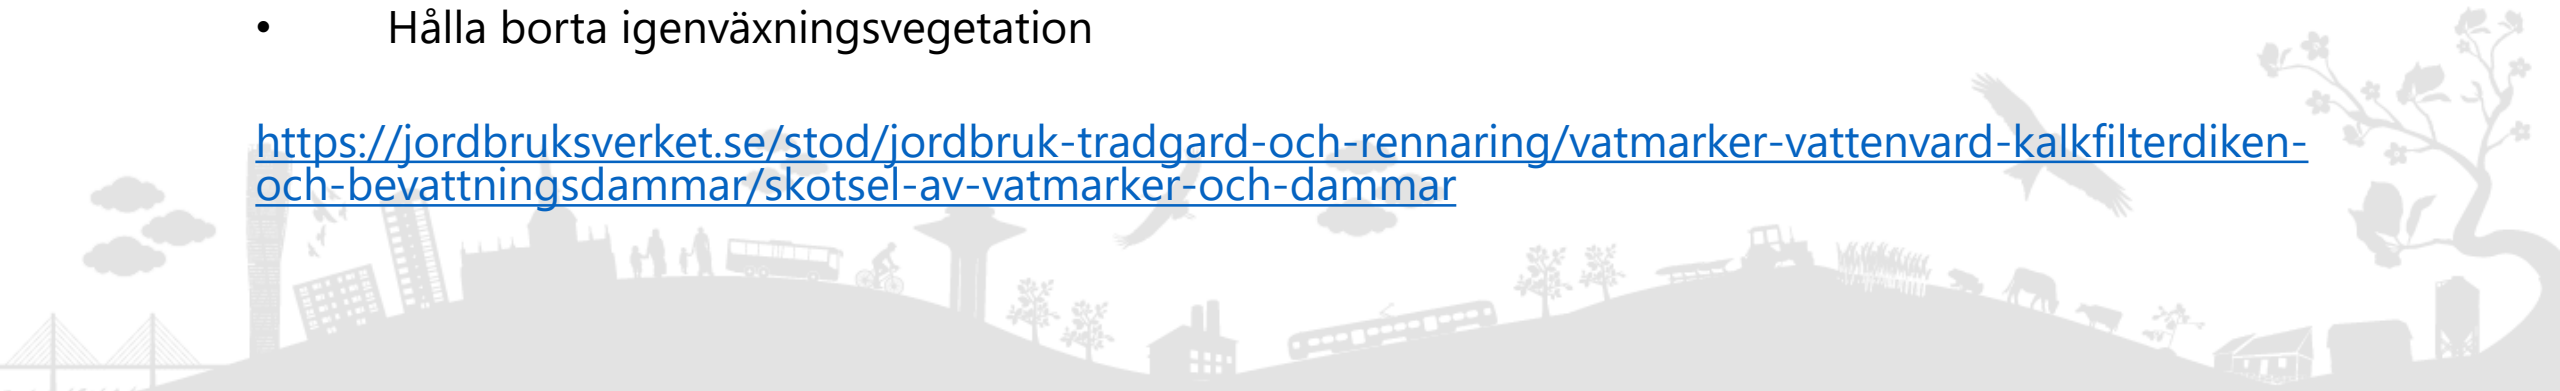 • Hålla borta igenväxningsvegetation
https://jordbruksverket.se/stod/jordbruk-tradgard-och-rennaring/vatmarker-vattenvard-kalkfilterdiken-
och-bevattningsdammar/skotsel-av-vatmarker-och-dammar